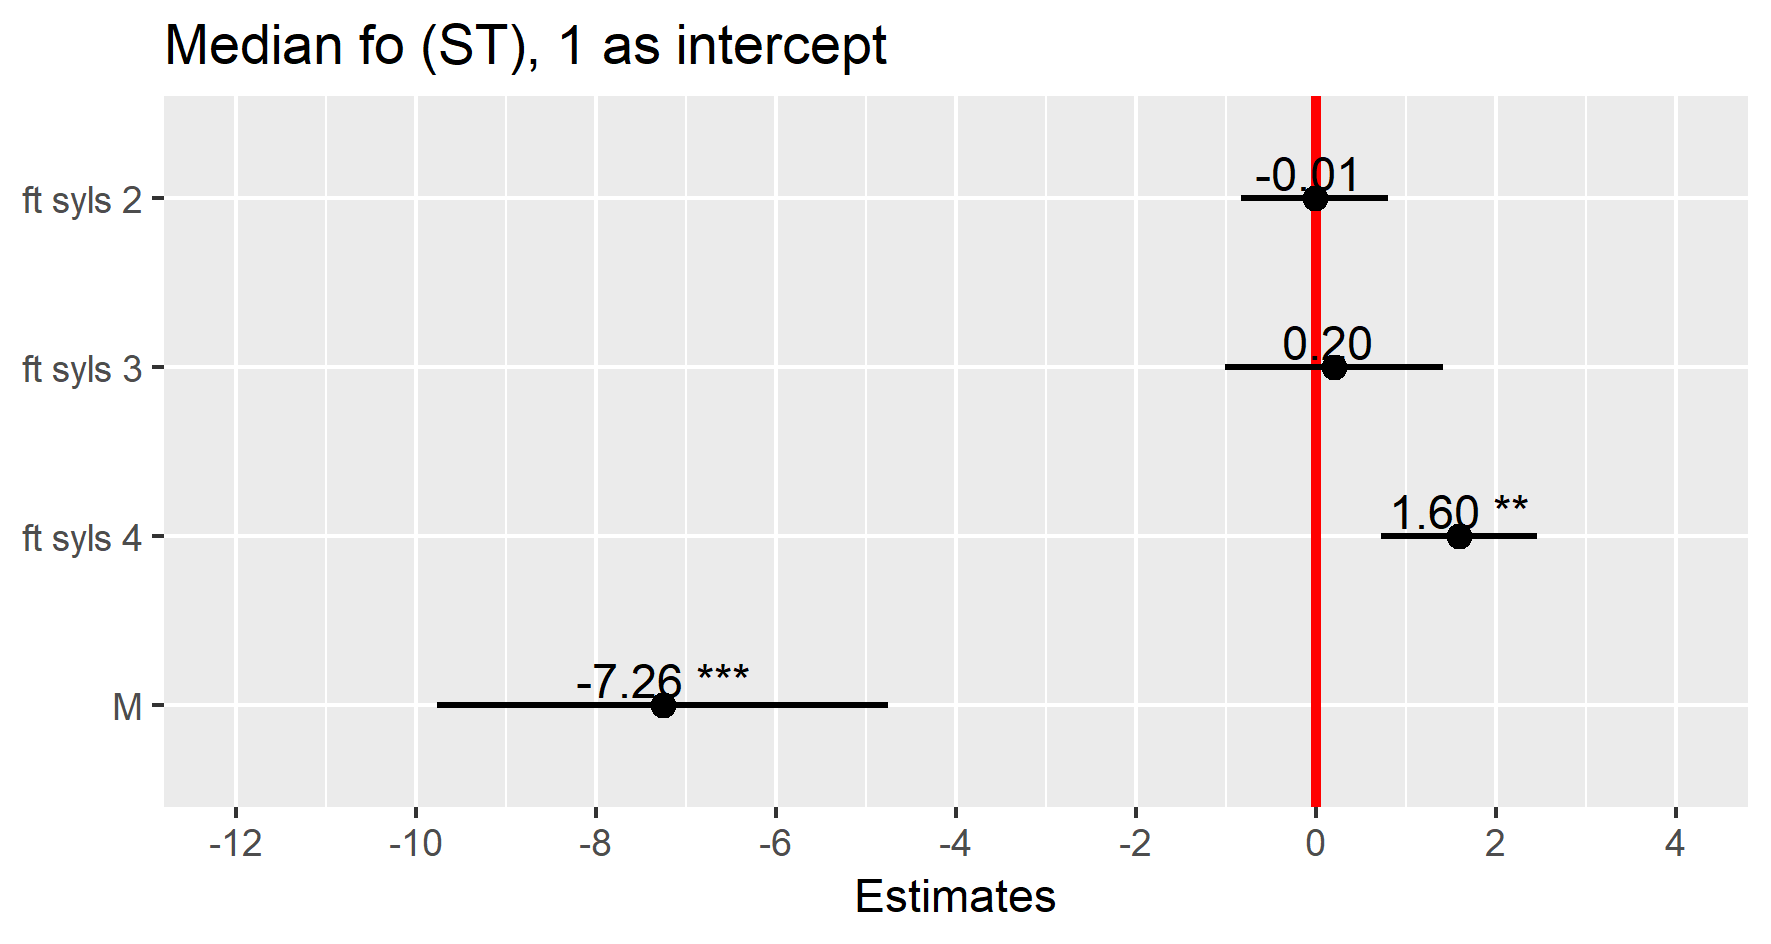 Median fo (ST), 1 as intercept
ft syls 2
-0.01
ft syls 3
0.20
ft syls 4
1.60 **
M
-7.26 ***
-12 -10 -8 -6 -4 -2 0 2 4
Estimates